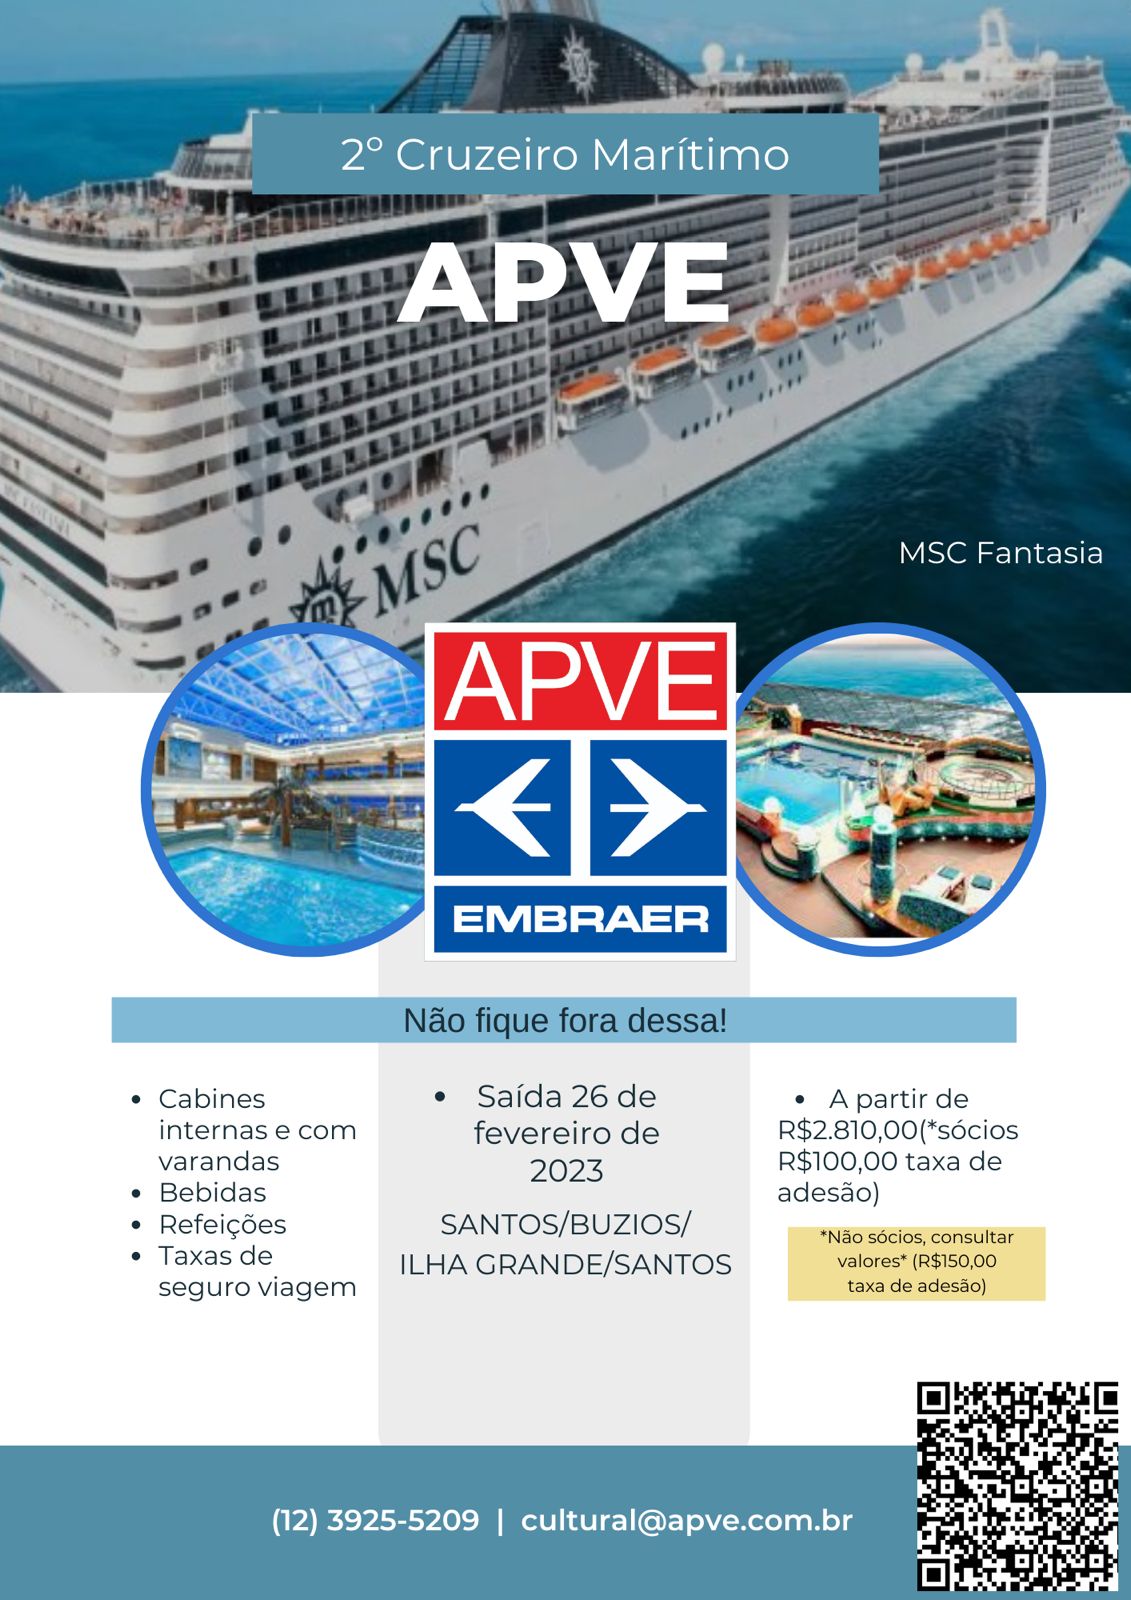 2º Cruzeiro Marítimo
APVE
MSC
MSC Fantasia
APVE
EMBRAER
Não fique fora dessa!
• Cabines
internas e com
varandas
• Bebidas
• Refeições
• Taxas de
seguro viagem
• Saída 26 de
fevereiro de
2023
SANTOS/BUZIOS/
ILHA GRANDE/SANTOS
• A partir de
R$2.810,00(*sócios
R$100,00 taxa de
adesão)
*Não sócios, consultar
valores* (R$150,00
taxa de adesão)
(12) 3925-5209 | cultural@apve.com.br